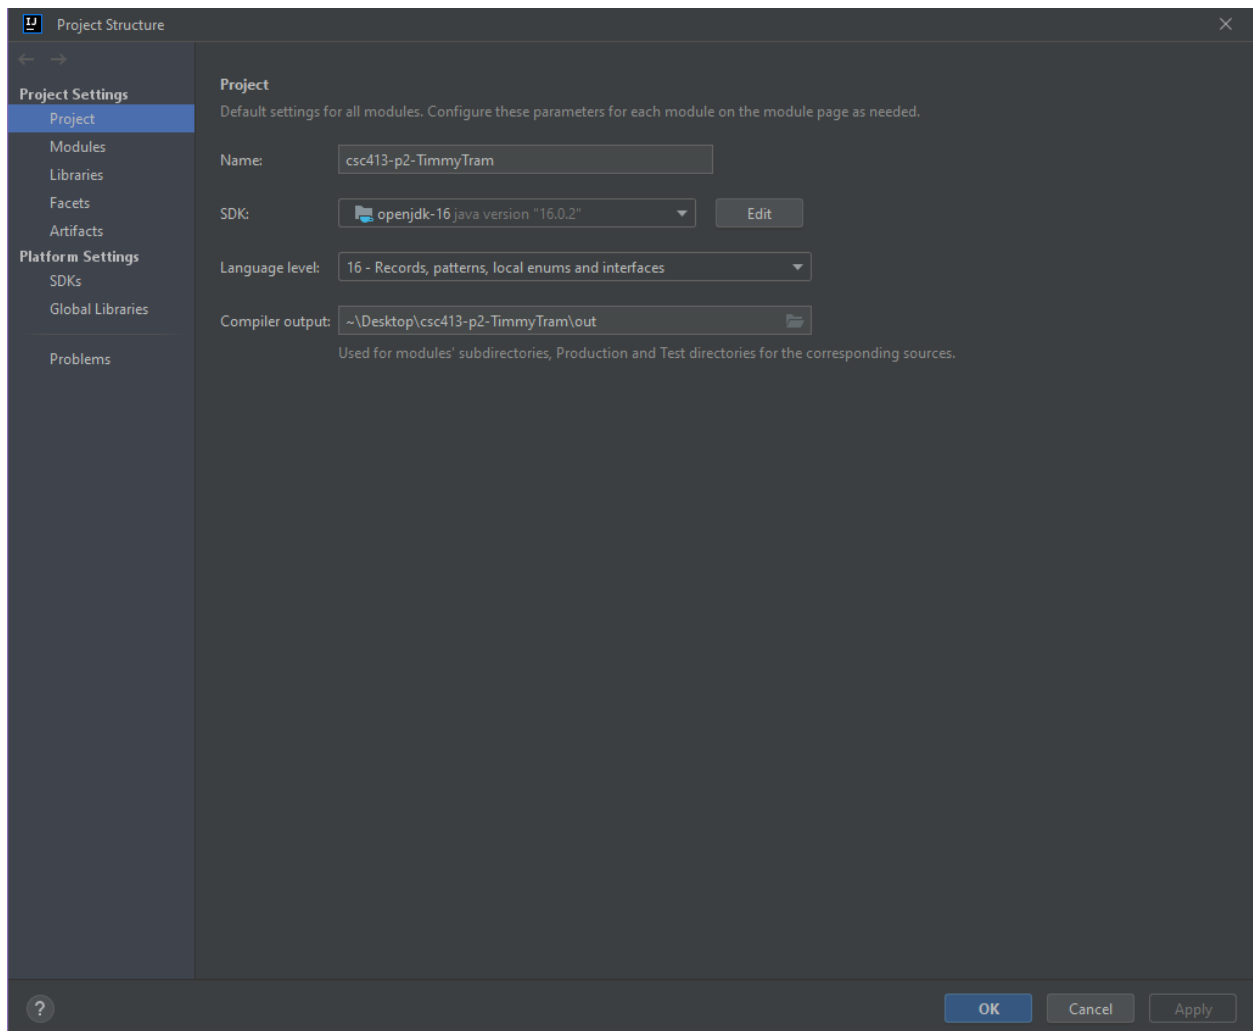 IJ
Project Structure
Project Settings
Project
Modules
Libraries
Facets
Artifacts
Platform Settings
SDKs
Global Libraries
Problems
Project
Default settings for all modules. Configure these parameters for each module on the module page as needed.
Name: csc413-p2-TimmyTram
SDK: openjdk-16 java version "16.0.2" Edit
Language level: 16 - Records, patterns, local enums and interfaces
Compiler output: ~\Desktop\csc413-p2-TimmyTram\out
Used for modules' subdirectories, Production and Test directories for the corresponding sources.
? OK Cancel Apply